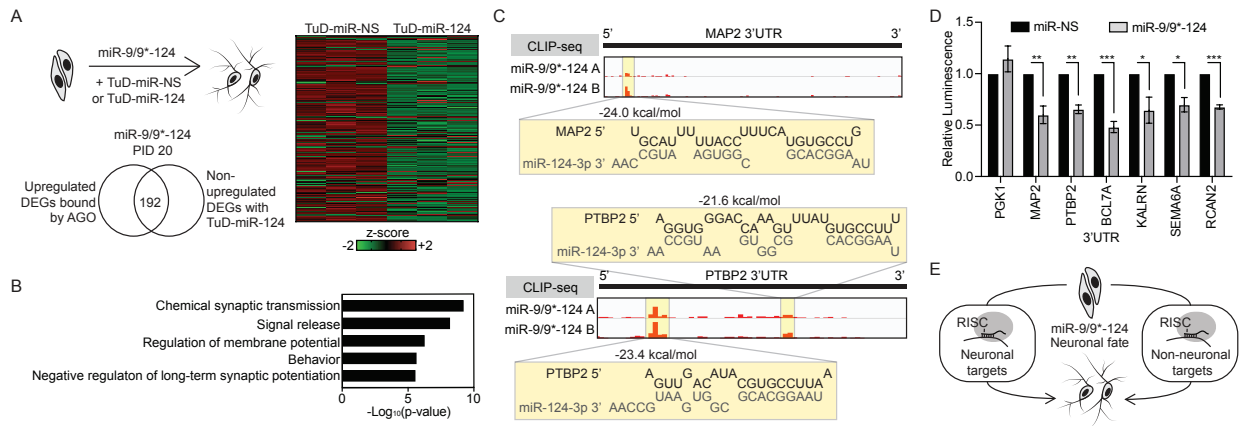 A
miR-9/9*-124
+ TuD-miR-NS
or TuD-miR-124
miR-9/9*-124
PID 20
Upregulated
DEGs bound
by AGO
192
Non-
upregulated
DEGs with
TuD-miR-124
TuD-miR-NS TuD-miR-124
z-score
-2 +2
B
Chemical synaptic transmission
Signal release
Regulation of membrane potential
Behavior
Negative regulaton of long-term synaptic potentiation
0 5 10
-Log10(p-value)
C
5' MAP2 3'UTR 3'
CLIP-seq
miR-9/9*-124 A
miR-9/9*-124 B
-24.0 kcal/mol
MAP2 5' U UU UUUCA G
GCAU UACC UGUGCCU
CGUA AGUGG GCACGGA
miR-124-3p 3' AAC C AU
-21.6 kcal/mol
PTBP2 5' A GGAC AA UUAU U
GGUG CA GU GUGCCUU
CCGU GU CG CACGGAA
miR-124-3p 3' AA AA GG U
5' PTBP2 3'UTR 3'
CLIP-seq
miR-9/9*-124 A
miR-9/9*-124 B
-23.4 kcal/mol
PTBP2 5' A G AUA A
GUU AC CGUGCCUUA
UAA UG GCACGGAAU
miR-124-3p 3' AACCG G GC
D
miR-NS miR-9/9*-124
Relative Luminescence
1.5
1.0
0.5
0.0
** ** *** * * ***
PGK1
MAP2
PTBP2
BCL7A
KALRN
SEMA6A
RCAN2
3'UTR
E
RISC
Neuronal
targets
miR-9/9*-124
Neuronal fate
RISC
Non-neuronal
targets